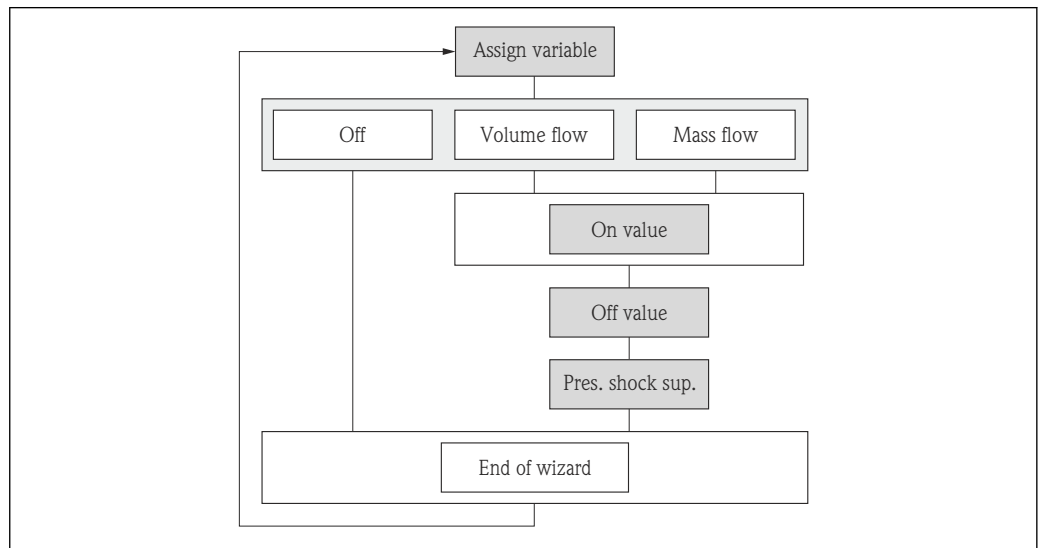 Assign variable
Off
Volume flow
Mass flow
On value
Off value
Pres. shock sup.
End of wizard